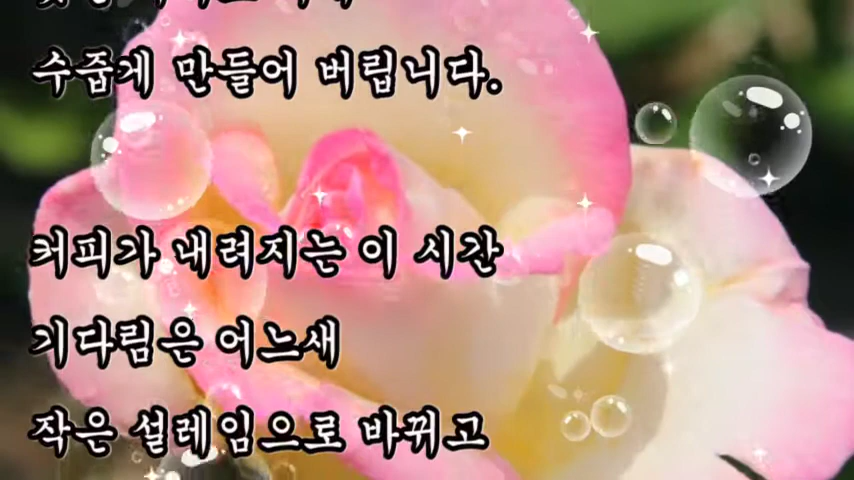 수줍게 만들어 버립니다.
커피가 내려지는 이 시간
기다림은 어느새
작은 설레임으로 바뀌고